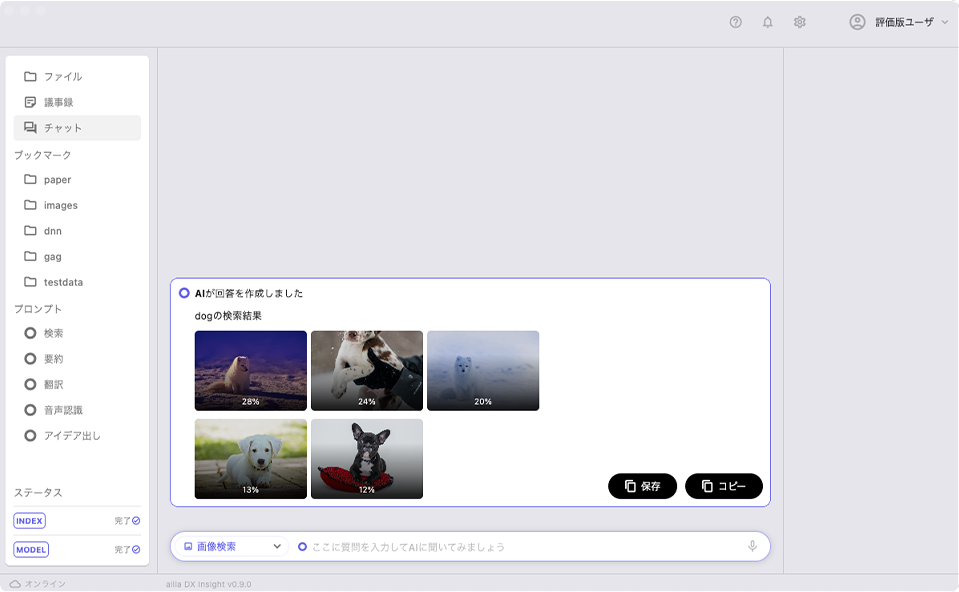 評価版ユーザ
ファイル
議事録
チャット
ブックマーク
paper
images
dnn
gag
testdata
プロンプト
検索
要約
翻訳
音声認識
アイデア出し
ステータス
INDEX 完了
MODEL 完了
オンライン
AIが回答を作成しました
dogの検索結果
28%
24%
20%
13%
12%
保存
コピー
画像検索
ここに質問を入力してAIに聞いてみましょう
ailia DX Insight v0.9.0